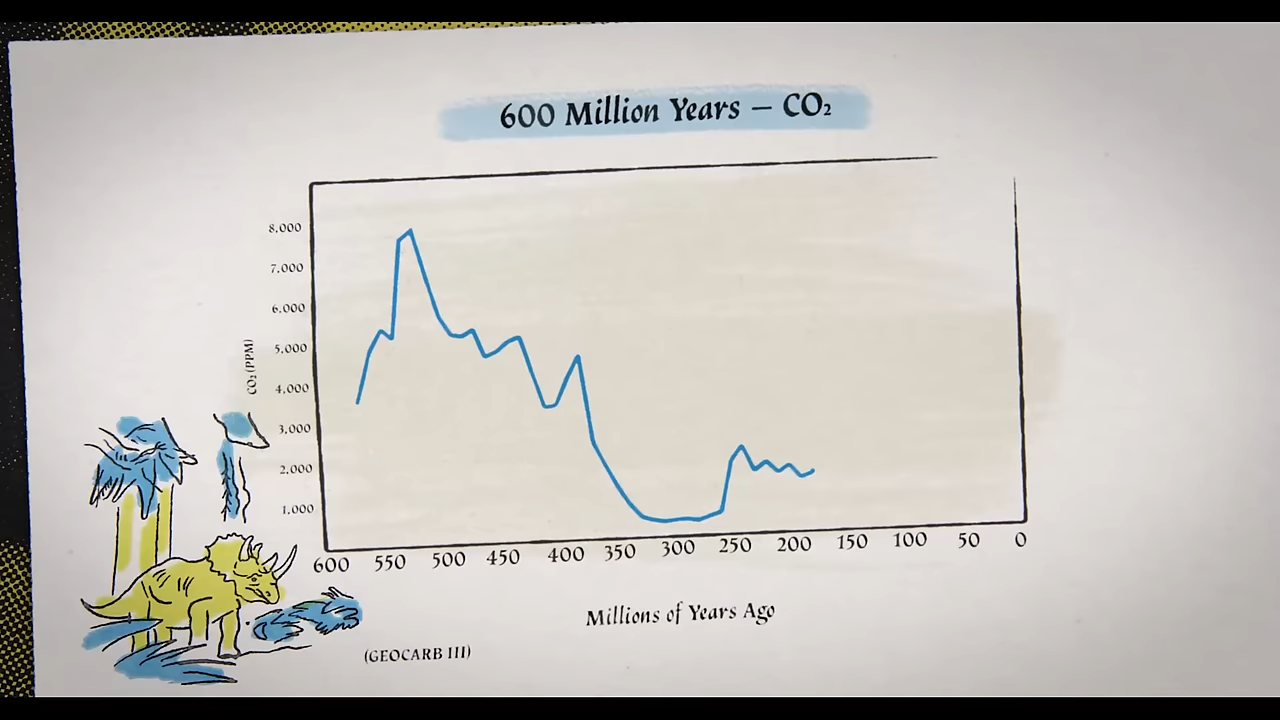 600 Million Years – CO₂
8,000
7,000
6,000
5,000
4,000
3,000
2,000
1,000
CO₂ (PPM)
600 550 500 450 400 350 300 250 200 150 100 50 0
Millions of Years Ago
(GEOCARB III)